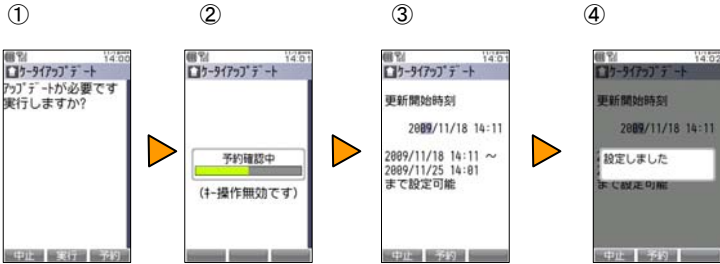 ①
14:00
ケータイアップデート
アップデートが必要です
実行しますか?
中止 実行 予約
②
14:01
ケータイアップデート
予約確認中
(キー操作無効です)
③
14:01
ケータイアップデート
更新開始時刻
2009/11/18 14:11
2009/11/18 14:11 ~
2009/11/25 14:01
まで設定可能
中止 予約
④
14:02
ケータイアップデート
更新開始時刻
2009/11/18 14:11
設定しました
まで設定可能
中止 予約